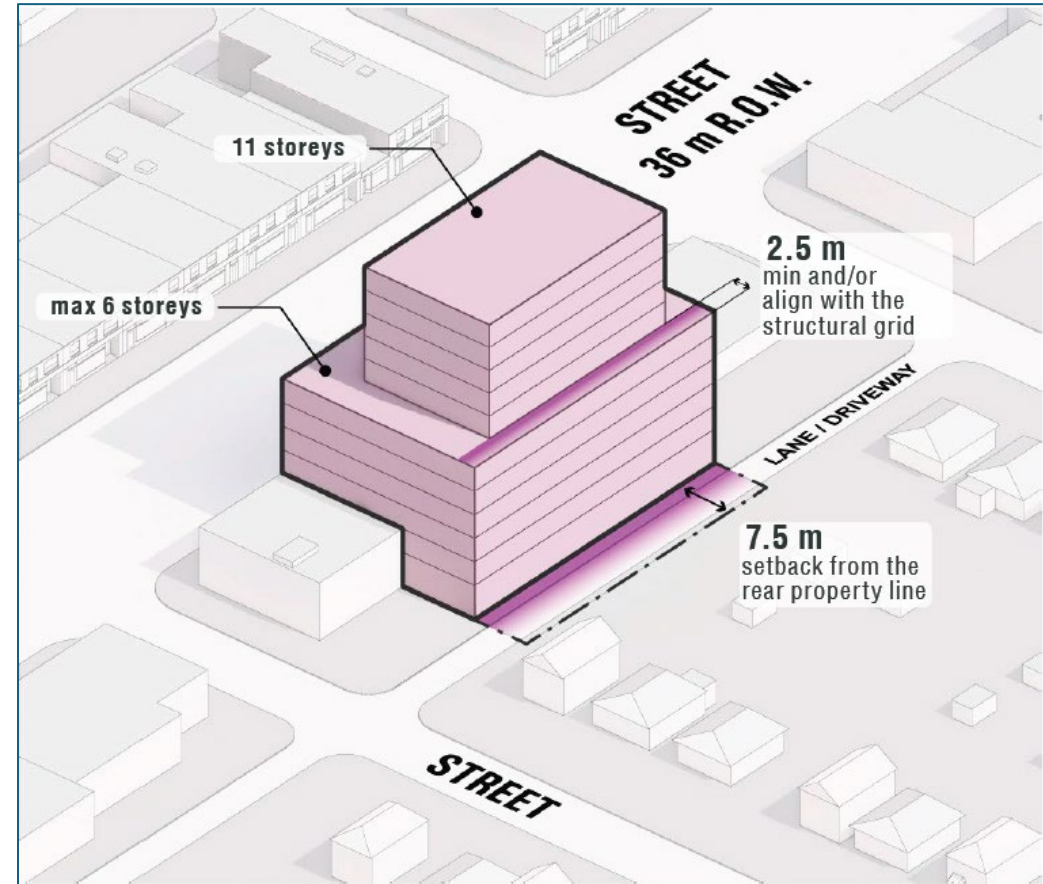 STREET
36 m R.O.W.
11 storeys
2.5 m
min and/or
align with the
structural grid
max 6 storeys
LANE / DRIVEWAY
7.5 m
setback from the
rear property line
STREET